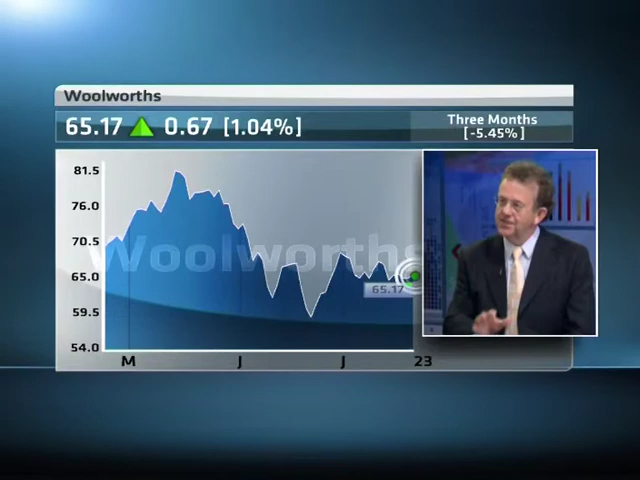 Woolworths
65.17 0.67 [1.04%]
Three Months
[-5.45%]
81.5
76.0
70.5
65.0
59.5
54.0
Woolworths
65.17
M J J 23